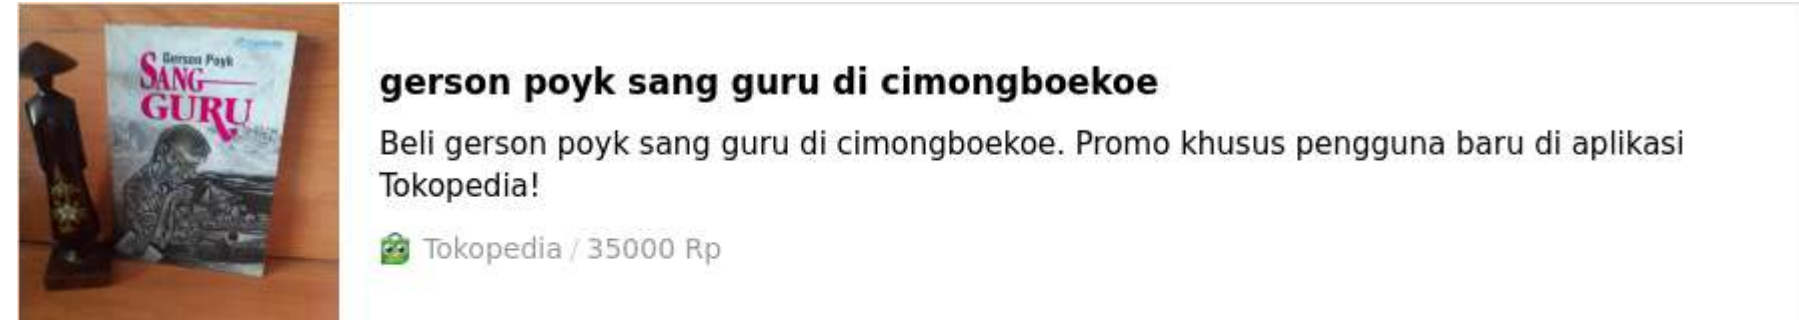 Gerson Poyk
SANG
GURU
gerson poyk sang guru di cimongboekoe
Beli gerson poyk sang guru di cimongboekoe. Promo khusus pengguna baru di aplikasi
Tokopedia!
Tokopedia / 35000 Rp